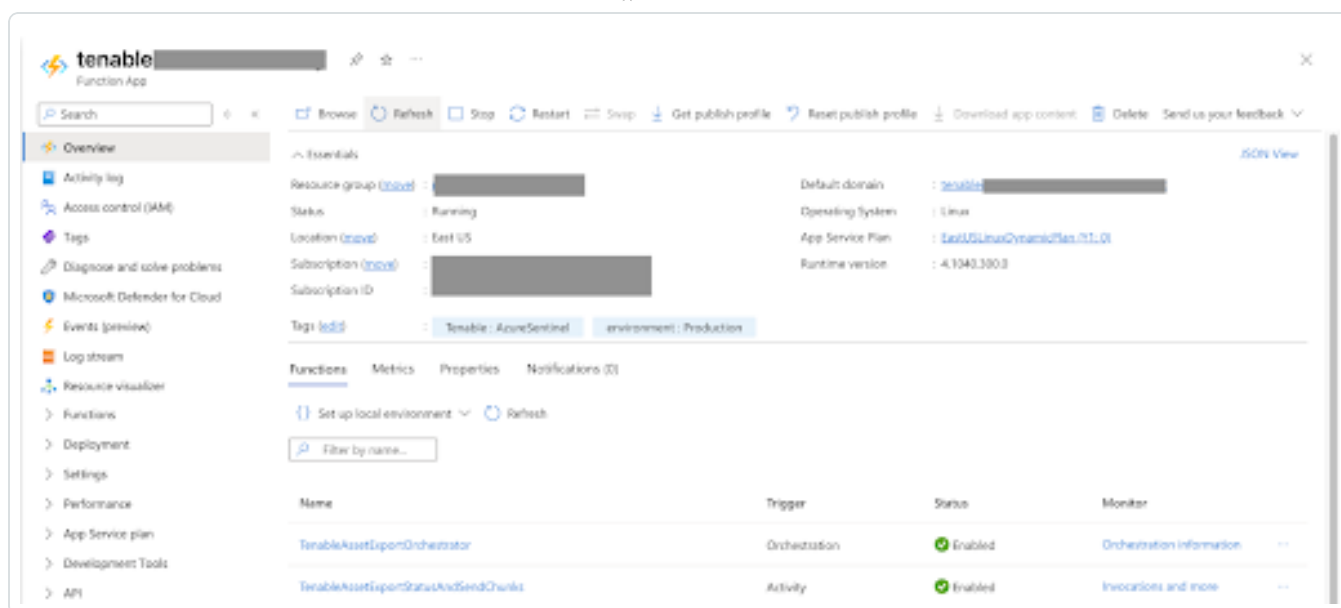 tenable
Function App
Search
Browse Refresh Stop Restart Swap Get publish profile Reset publish profile Download app content Delete Send us your feedback
Overview
Activity log
Access control (IAM)
Tags
Diagnose and solve problems
Microsoft Defender for Cloud
Events (preview)
Log stream
Resource visualizer
Functions
Deployment
Settings
Performance
App Service plan
Development Tools
API
Essentials
JSON View
Resource group (move) :
Status : Running
Location (move) : East US
Subscription (move) :
Subscription ID :
Default domain : tenable
Operating System : Linux
App Service Plan : EastUSLinuxDynamicPlan (Y1: 0)
Runtime version : 4.1040.300.0
Tags (edit) : Tenable : AzureSentinel environment : Production
Functions Metrics Properties Notifications (0)
Set up local environment Refresh
Filter by name...
Name Trigger Status Monitor
TenableAssetExportOrchestrator Orchestration Enabled Orchestration information ...
TenableAssetExportStatusAndSendChunks Activity Enabled Invocations and more ...